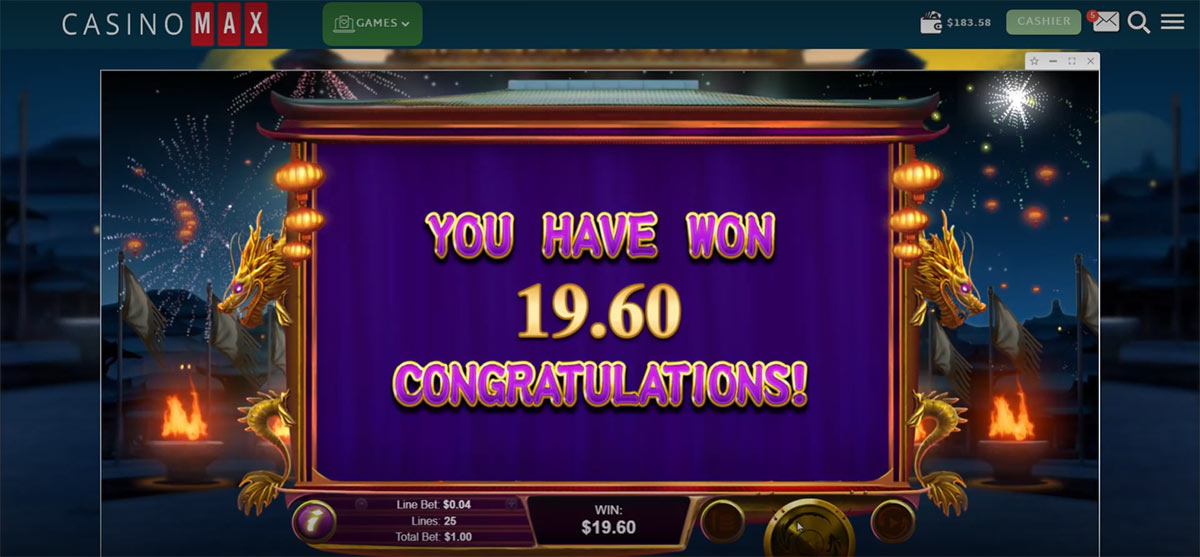 CASINO MAX
GAMES
$183.58
CASHIER
5
YOU HAVE WON
19.60
CONGRATULATIONS!
i
Line Bet: $0.04
Lines: 25
Total Bet: $1.00
WIN:
$19.60